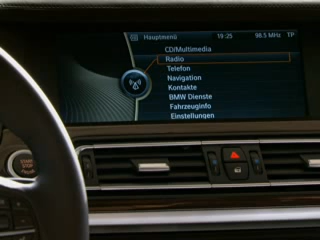 Hauptmenü 19:25 98.5 MHz TP
CD/Multimedia
Radio
Telefon
Navigation
Kontakte
BMW Dienste
Fahrzeuginfo
Einstellungen
START
STOP